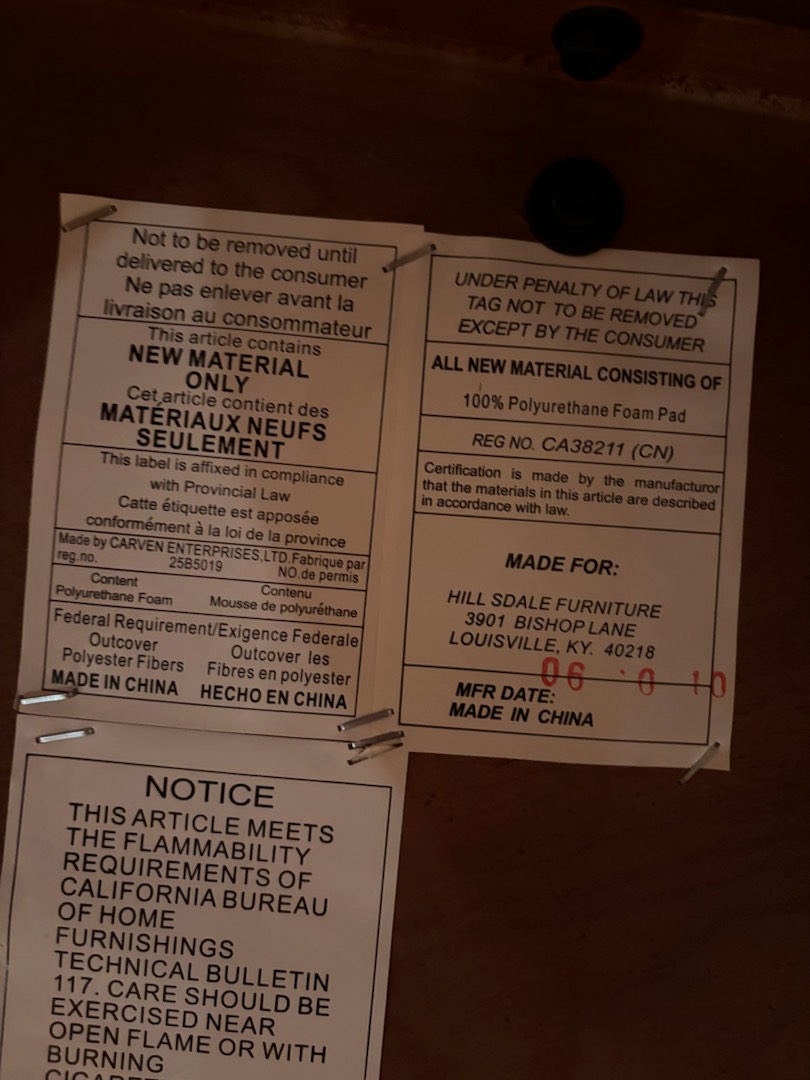 Not to be removed until
delivered to the consumer
Ne pas enlever avant la
livraison au consommateur
This article contains
NEW MATERIAL
ONLY
Cet article contient des
MATÉRIAUX NEUFS
SEULEMENT
This label is affixed in compliance
with Provincial Law
Catte étiquette est apposée
conformément à la loi de la province
Made by CARVEN ENTERPRISES,LTD.Fabrique par
reg.no. 25B5019 NO.de permis
Content Contenu
Polyurethane Foam Mousse de polyuréthane
Federal Requirement/Exigence Federale
Outcover Outcover les
Polyester Fibers Fibres en polyester
MADE IN CHINA HECHO EN CHINA
UNDER PENALTY OF LAW THIS
TAG NOT TO BE REMOVED
EXCEPT BY THE CONSUMER
ALL NEW MATERIAL CONSISTING OF
100% Polyurethane Foam Pad
REG NO. CA38211 (CN)
Certification is made by the manufacturor
that the materials in this article are described
in accordance with law.
MADE FOR:
HILL SDALE FURNITURE
3901 BISHOP LANE
LOUISVILLE, KY. 40218
06
MFR DATE:
MADE IN CHINA
NOTICE
THIS ARTICLE MEETS
THE FLAMMABILITY
REQUIREMENTS OF
CALIFORNIA BUREAU
OF HOME
FURNISHINGS
TECHNICAL BULLETIN
117. CARE SHOULD BE
EXERCISED NEAR
OPEN FLAME OR WITH
BURNING